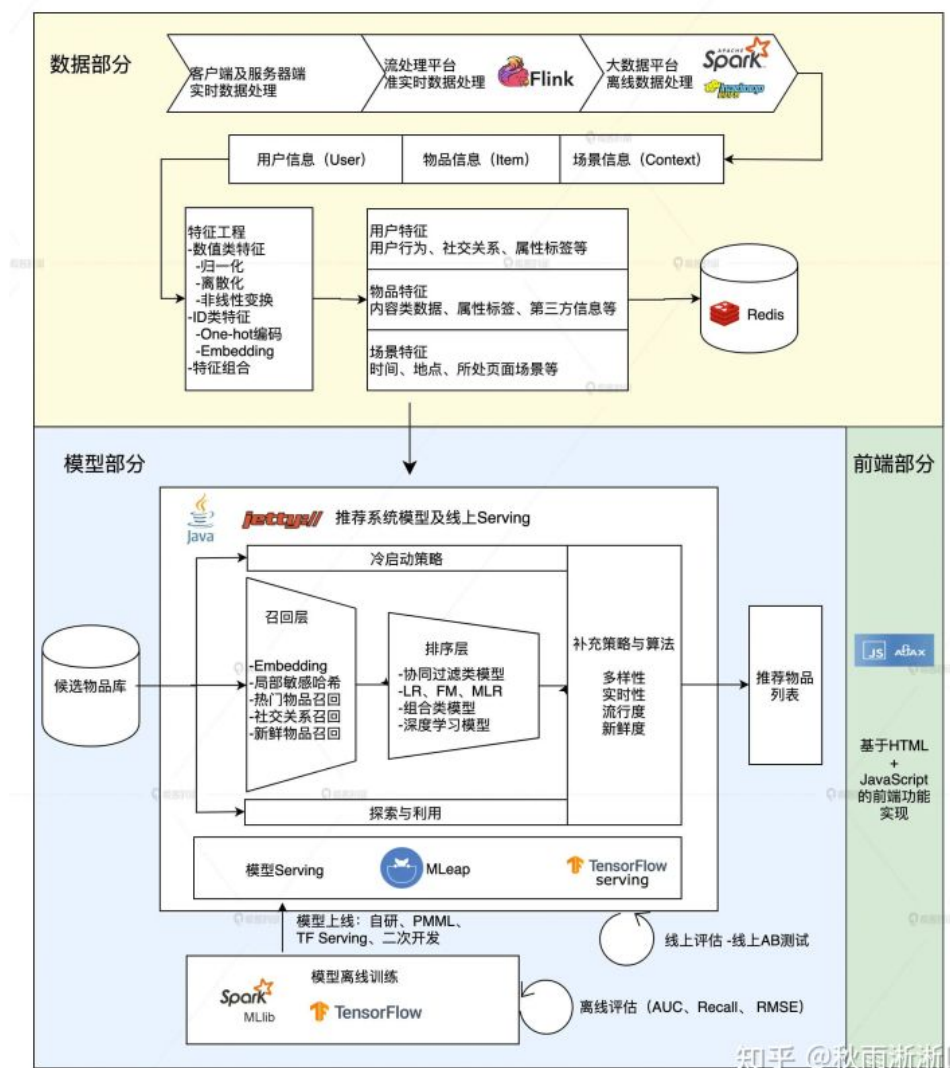 数据部分
客户端及服务器端
实时数据处理
流处理平台
准实时数据处理
Flink
大数据平台
离线数据处理
APACHE
Spark
hadoop
用户信息（User）
物品信息（Item）
场景信息（Context）
特征工程
-数值类特征
-归一化
-离散化
-非线性变换
-ID类特征
-One-hot编码
-Embedding
-特征组合
用户特征
用户行为、社交关系、属性标签等
物品特征
内容类数据、属性标签、第三方信息等
场景特征
时间、地点、所处页面场景等
Redis
模型部分
前端部分
Java
jetty://
推荐系统模型及线上Serving
冷启动策略
召回层
-Embedding
-局部敏感哈希
-热门物品召回
-社交关系召回
-新鲜物品召回
排序层
-协同过滤类模型
-LR、FM、MLR
-组合类模型
-深度学习模型
补充策略与算法
多样性
实时性
流行度
新鲜度
候选物品库
推荐物品
列表
JS
AJAX
基于HTML
+
JavaScript
的前端功能
实现
探索与利用
模型Serving
MLeap
TensorFlow
serving
模型上线：自研、PMML、
TF Serving、二次开发
线上评估 -线上AB测试
模型离线训练
Spark
MLlib
TensorFlow
离线评估（AUC、Recall、 RMSE）
知乎 @秋雨淅淅